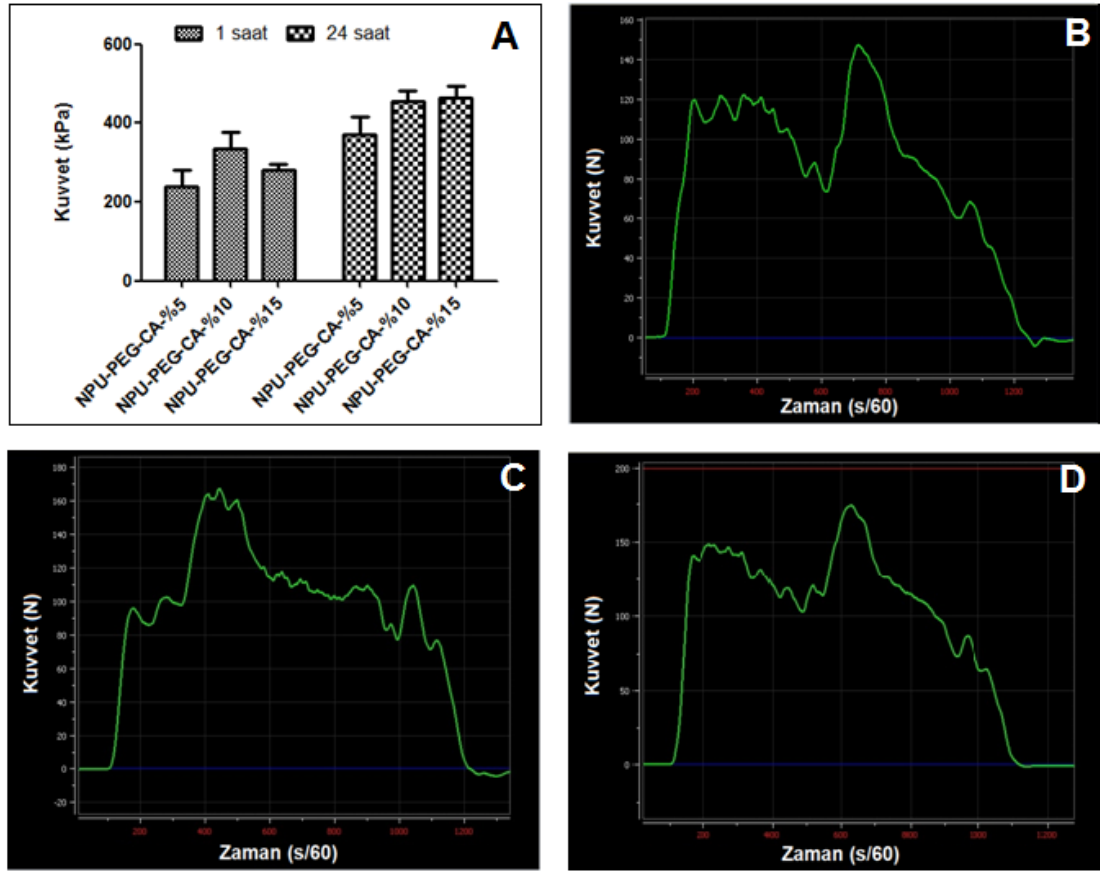 1 saat 24 saat
A
600
400
200
0
Kuvvet (kPa)
NPU-PEG-CA-%5
NPU-PEG-CA-%10
NPU-PEG-CA-%15
NPU-PEG-CA-%5
NPU-PEG-CA-%10
NPU-PEG-CA-%15
B
160
140
120
100
80
60
40
20
0
Kuvvet (N)
200 400 600 800 1000 1200
Zaman (s/60)
C
180
160
140
120
100
80
60
40
20
0
-20
Kuvvet (N)
200 400 600 800 1000 1200
Zaman (s/60)
D
200
150
100
50
0
Kuvvet (N)
200 400 600 800 1000 1200
Zaman (s/60)